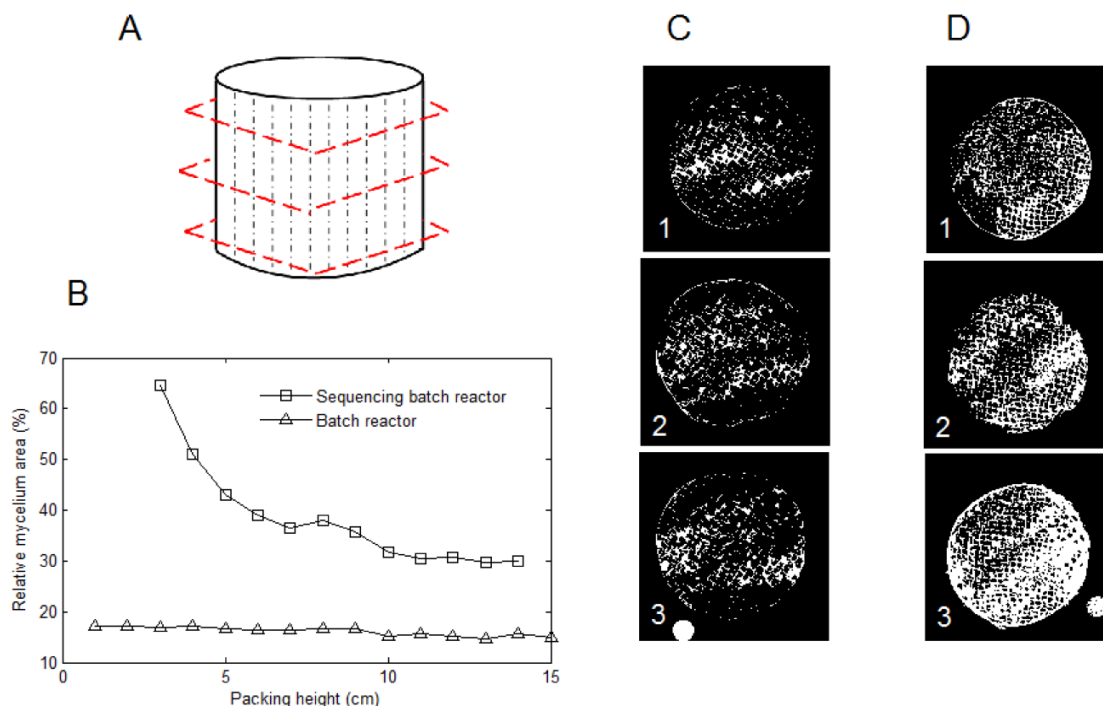 A
C
D
B
70
60
50
40
30
20
10
Relative mycelium area (%)
Sequencing batch reactor
Batch reactor
0
5
10
15
Packing height (cm)
1
2
3
1
2
3